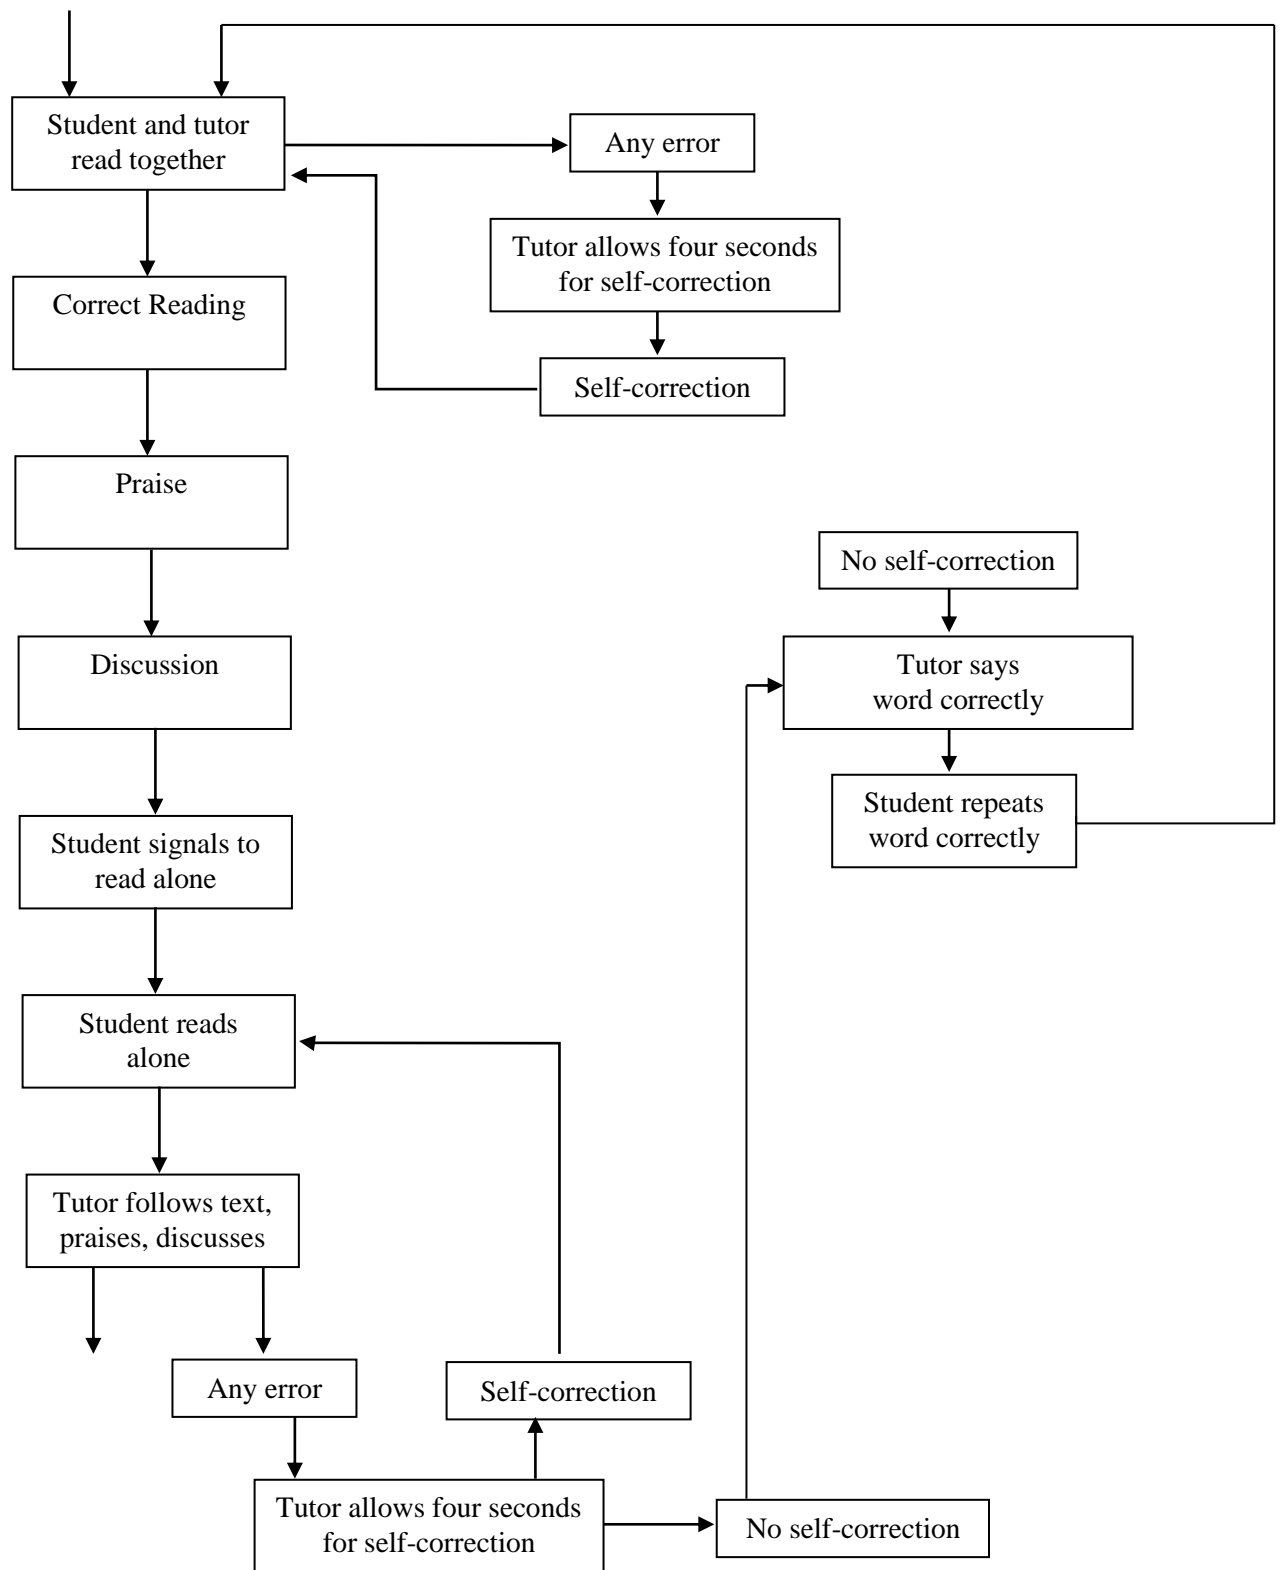 Student and tutor
read together
Any error
Tutor allows four seconds
for self-correction
Correct Reading
Self-correction
Praise
No self-correction
Discussion
Tutor says
word correctly
Student repeats
word correctly
Student signals to
read alone
Student reads
alone
Tutor follows text,
praises, discusses
Any error
Self-correction
Tutor allows four seconds
for self-correction
No self-correction